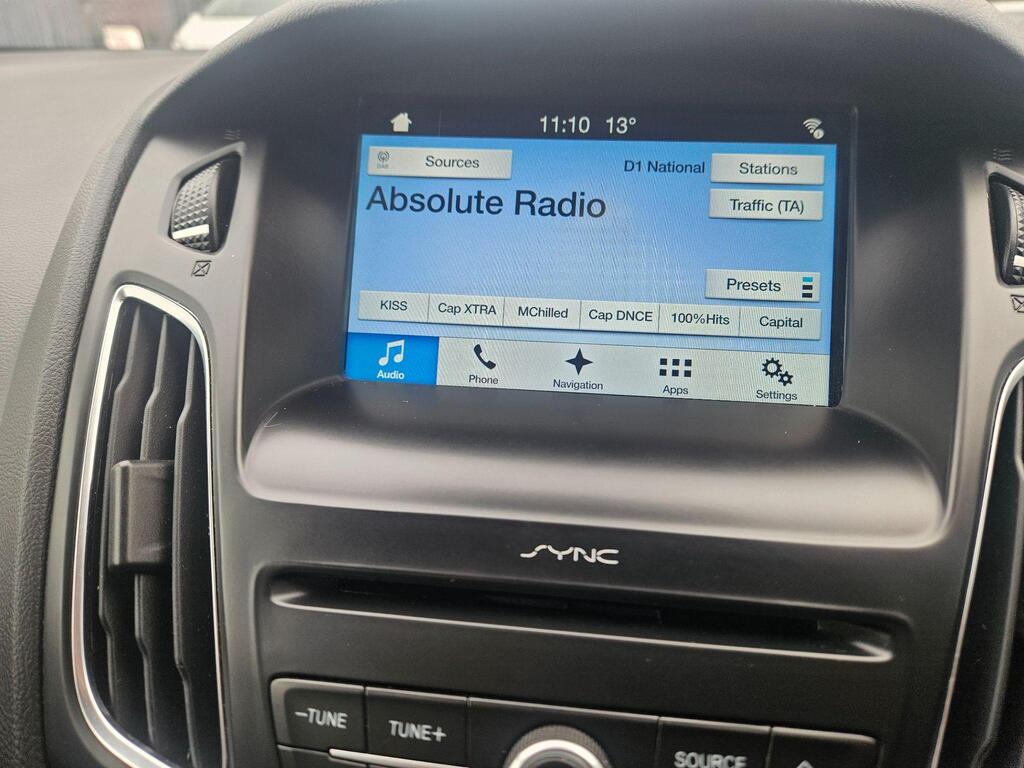 11:10 13°
DAB Sources
D1 National
Stations
Absolute Radio
Traffic (TA)
Presets
KISS
Cap XTRA
MChilled
Cap DNCE
100%Hits
Capital
Audio
Phone
Navigation
Apps
Settings
SYNC
-TUNE
TUNE+
SOURCE